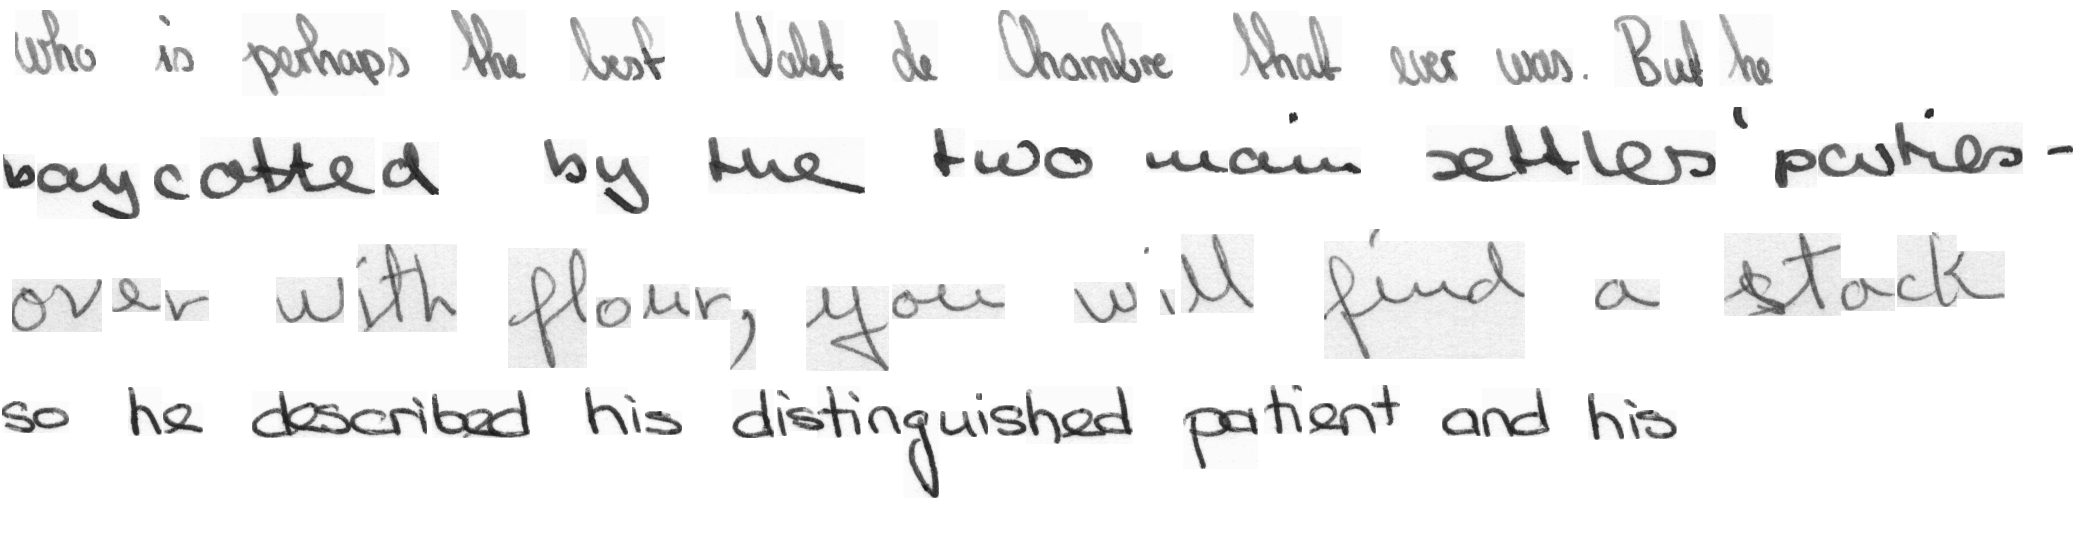 who is perhaps the best Valet de Chambre that ever was. But he
baycotted by the two main settlers' parties -
over with flour, you will find a stack
so he described his distinguished patient and his